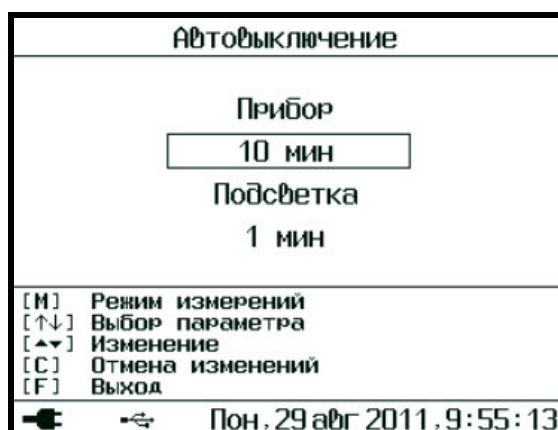 Автовыключение
Прибор
10 мин
Подсветка
1 мин
[M] Режим измерений
[↑↓] Выбор параметра
[▲▼] Изменение
[C] Отмена изменений
[F] Выход
Пон, 29 авг 2011, 9:55:13